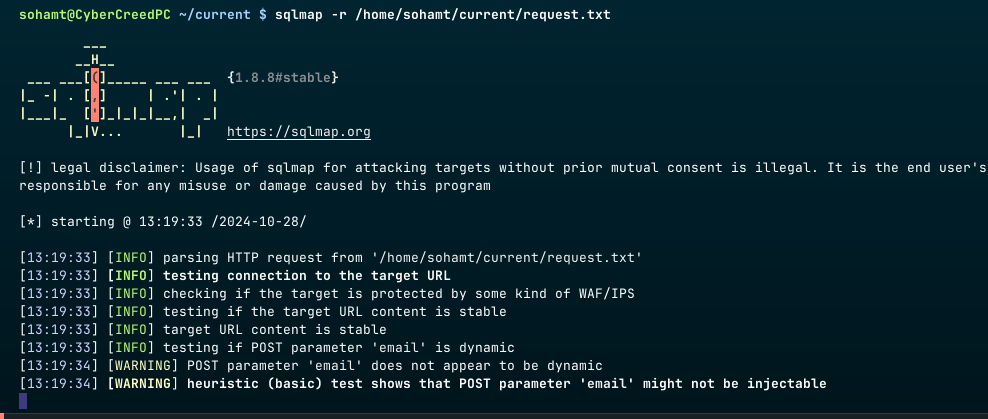 sohamt@CyberCreedPC ~/current $ sqlmap -r /home/sohamt/current/request.txt
        ___
       __H__
 ___ ___[(]_____ ___ ___  {1.8.8#stable}
|_ -| . [,]     | .'| . |
|___|_  [']_|_|_|__,|  _|
      |_|V...       |_|   https://sqlmap.org
[!] legal disclaimer: Usage of sqlmap for attacking targets without prior mutual consent is illegal. It is the end user's
responsible for any misuse or damage caused by this program
[*] starting @ 13:19:33 /2024-10-28/
[13:19:33] [INFO] parsing HTTP request from '/home/sohamt/current/request.txt'
[13:19:33] [INFO] testing connection to the target URL
[13:19:33] [INFO] checking if the target is protected by some kind of WAF/IPS
[13:19:33] [INFO] testing if the target URL content is stable
[13:19:33] [INFO] target URL content is stable
[13:19:33] [INFO] testing if POST parameter 'email' is dynamic
[13:19:34] [WARNING] POST parameter 'email' does not appear to be dynamic
[13:19:34] [WARNING] heuristic (basic) test shows that POST parameter 'email' might not be injectable